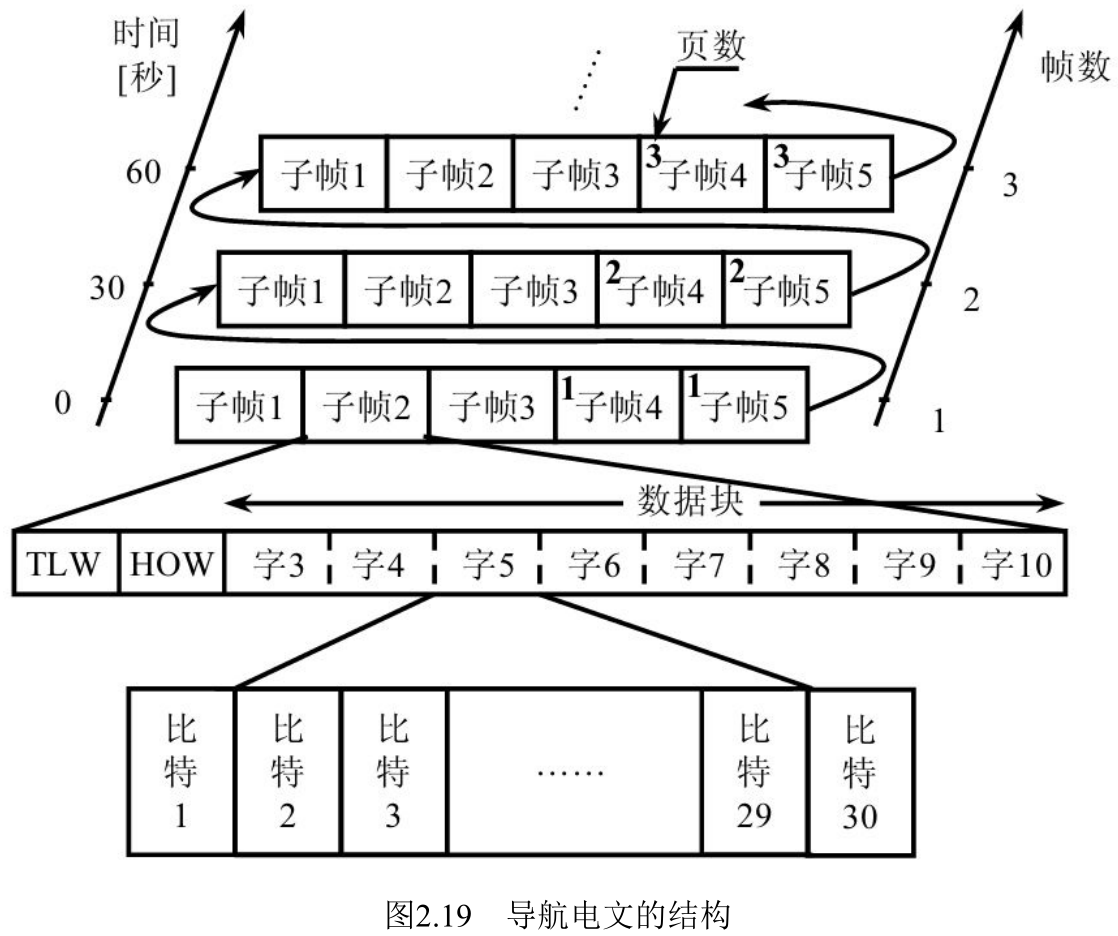 时间
[秒]
页数
帧数
60
子帧1 子帧2 子帧3 3子帧4 3子帧5
3
30
子帧1 子帧2 子帧3 2子帧4 2子帧5
2
0
子帧1 子帧2 子帧3 1子帧4 1子帧5
1
数据块
TLW HOW 字3 字4 字5 字6 字7 字8 字9 字10
比特1 比特2 比特3 …… 比特29 比特30
图2.19 导航电文的结构